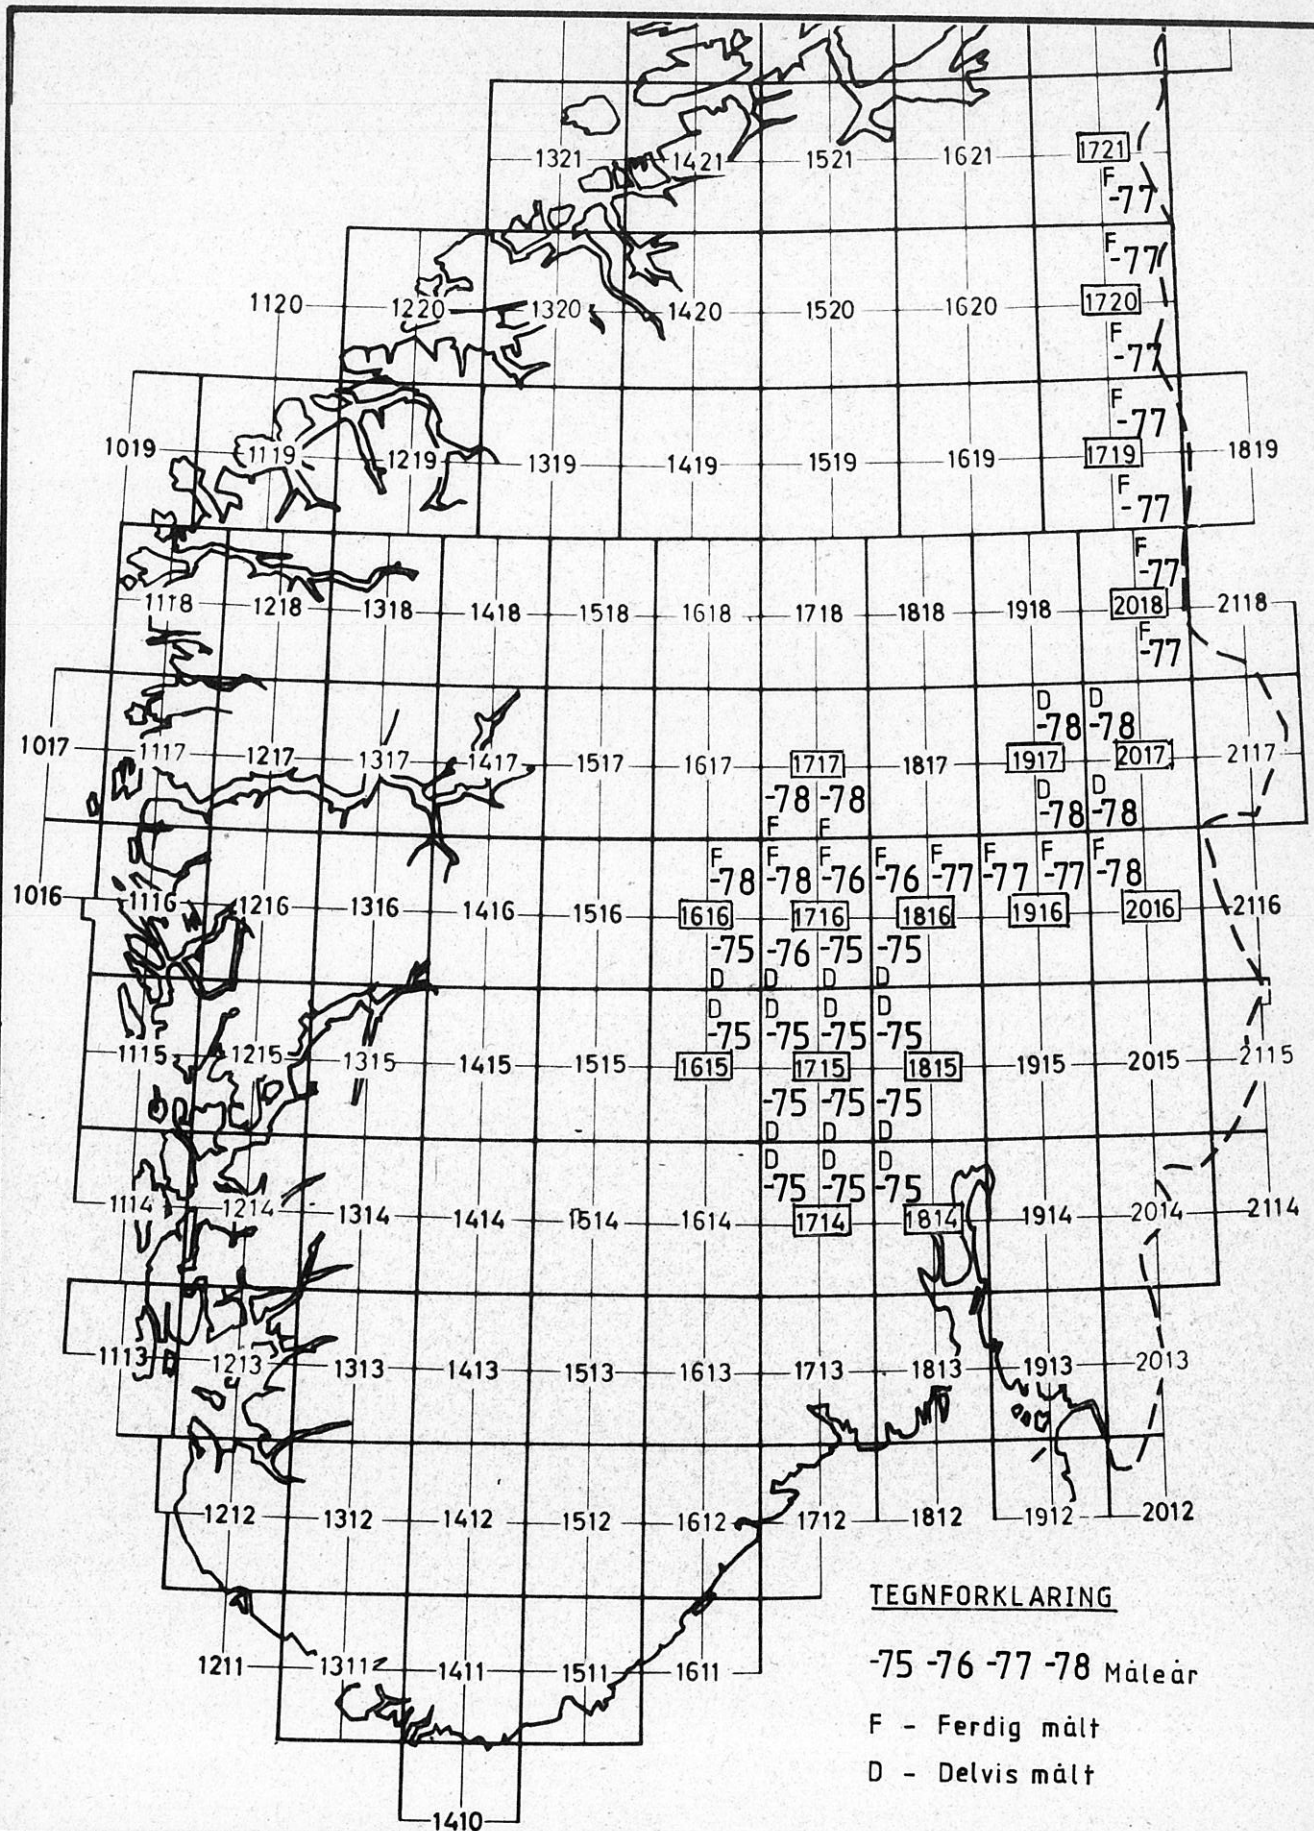 1321 1421 1521 1621 1721
F
-77
F
-77
1120 1220 1320 1420 1520 1620 1720
F
-77
F
-77
1019 1119 1219 1319 1419 1519 1619 1719 1819
F
-77
F
-77
1118 1218 1318 1418 1518 1618 1718 1818 1918 2018 2118
F
-77
D D
-78 -78
1017 1117 1217 1317 1417 1517 1617 1717 1817 1917 2017 2117
D D
-78 -78 -78 -78
F F
F F F F F F F F
-78 -78 -76 -76 -77 -77 -77 -78
1016 1116 1216 1316 1416 1516 1616 1716 1816 1916 2016 2116
-75 -76 -75 -75
D D D D
D D D D
-75 -75 -75 -75
1115 1215 1315 1415 1515 1615 1715 1815 1915 2015 2115
-75 -75 -75
D D D
D D D
-75 -75 -75
1114 1214 1314 1414 1514 1614 1714 1814 1914 2014 2114
1113 1213 1313 1413 1513 1613 1713 1813 1913 2013
1212 1312 1412 1512 1612 1712 1812 1912 2012
1211 1311 1411 1511 1611
1410
TEGNFORKLARING
-75 -76 -77 -78 Måleår
F - Ferdig målt
D - Delvis målt